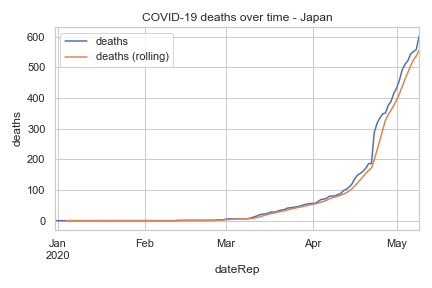 COVID-19 deaths over time - Japan
deaths
deaths (rolling)
600
500
400
300
200
100
0
deaths
Jan Feb Mar Apr May
2020
dateRep